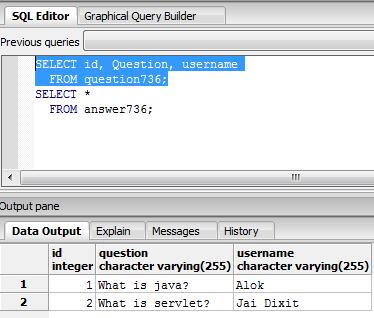 SQL Editor Graphical Query Builder
Previous queries
SELECT id, Question, username
FROM question736;
SELECT *
FROM answer736;
Output pane
Data Output Explain Messages History
id question username
integer character varying(255) character varying(255)
1 1 What is java? Alok
2 2 What is servlet? Jai Dixit